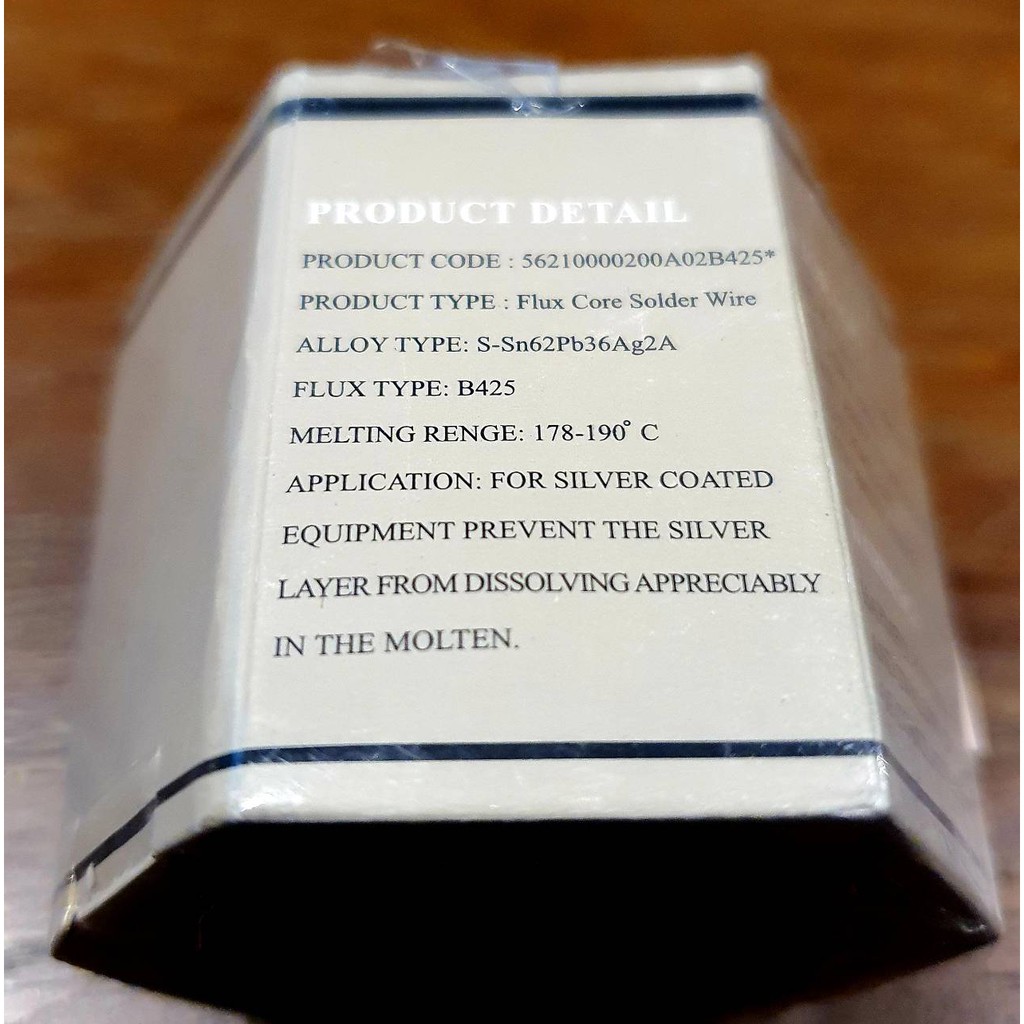 PRODUCT DETAIL
PRODUCT CODE : 56210000200A02B425*
PRODUCT TYPE : Flux Core Solder Wire
ALLOY TYPE: S-Sn62Pb36Ag2A
FLUX TYPE: B425
MELTING RENGE: 178-190° C
APPLICATION: FOR SILVER COATED
EQUIPMENT PREVENT THE SILVER
LAYER FROM DISSOLVING APPRECIABLY
IN THE MOLTEN.